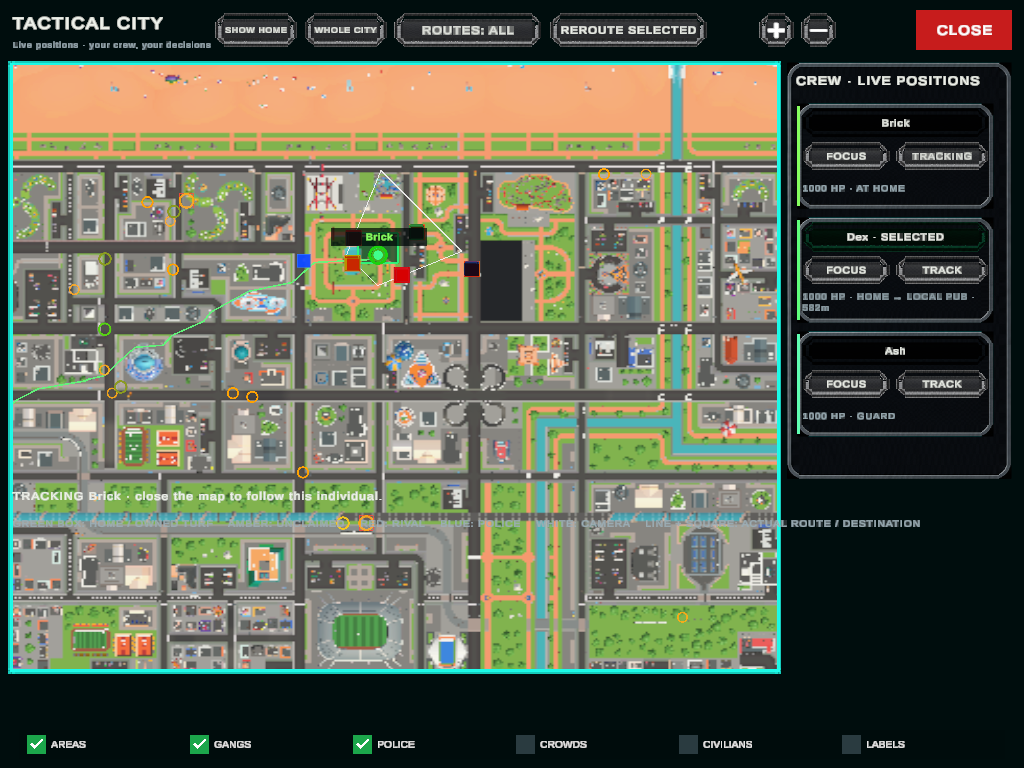 TACTICAL CITY
Live positions · your crew, your decisions
SHOW HOME
WHOLE CITY
ROUTES: ALL
REROUTE SELECTED
+
−
CLOSE
CREW · LIVE POSITIONS
Brick
FOCUS
TRACKING
1000 HP · AT HOME
Dex · SELECTED
FOCUS
TRACK
1000 HP · HOME → LOCAL PUB ·
582m
Ash
FOCUS
TRACK
1000 HP · GUARD
Brick
TRACKING Brick · close the map to follow this individual.
BLUE: POLICE · WHITE: CAMERA · LINE + SQUARE: ACTUAL ROUTE / DESTINATION
AREAS
GANGS
POLICE
CROWDS
CIVILIANS
LABELS